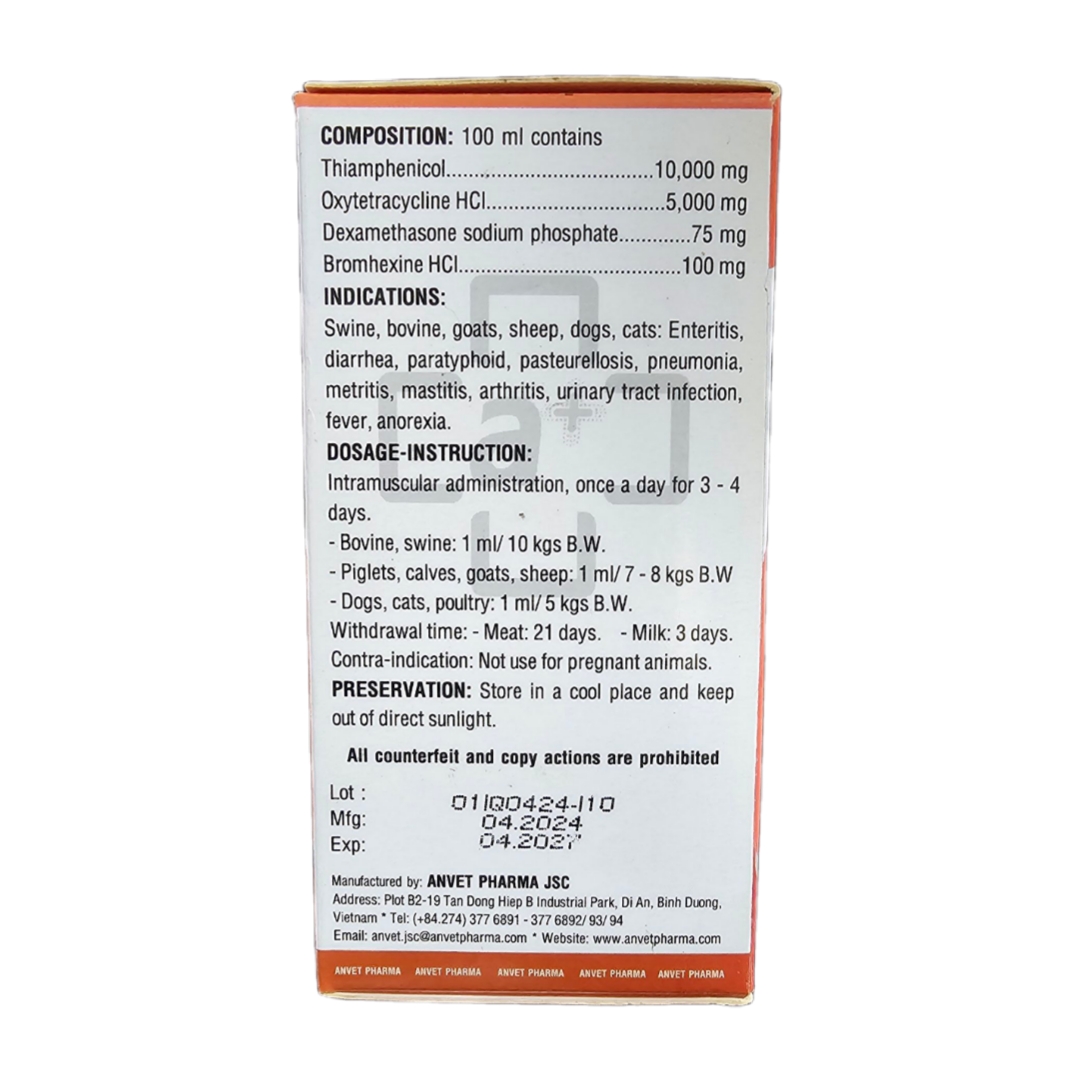 COMPOSITION: 100 ml contains
Thiamphenicol....................................10,000 mg
Oxytetracycline HCl...............................5,000 mg
Dexamethasone sodium phosphate.............75 mg
Bromhexine HCl.......................................100 mg
INDICATIONS:
Swine, bovine, goats, sheep, dogs, cats: Enteritis,
diarrhea, paratyphoid, pasteurellosis, pneumonia,
metritis, mastitis, arthritis, urinary tract infection,
fever, anorexia.
a+
DOSAGE-INSTRUCTION:
Intramuscular administration, once a day for 3 - 4
days.
- Bovine, swine: 1 ml/ 10 kgs B.W.
- Piglets, calves, goats, sheep: 1 ml/ 7 - 8 kgs B.W
- Dogs, cats, poultry: 1 ml/ 5 kgs B.W.
Withdrawal time: - Meat: 21 days. - Milk: 3 days.
Contra-indication: Not use for pregnant animals.
PRESERVATION: Store in a cool place and keep
out of direct sunlight.
All counterfeit and copy actions are prohibited
Lot : 01IQ0424-I10
Mfg: 04.2024
Exp: 04.2027
Manufactured by: ANVET PHARMA JSC
Address: Plot B2-19 Tan Dong Hiep B Industrial Park, Di An, Binh Duong,
Vietnam * Tel: (+84.274) 377 6891 - 377 6892/ 93/ 94
Email: anvet.jsc@anvetpharma.com * Website: www.anvetpharma.com
ANVET PHARMA ANVET PHARMA ANVET PHARMA ANVET PHARMA ANVET PHARMA